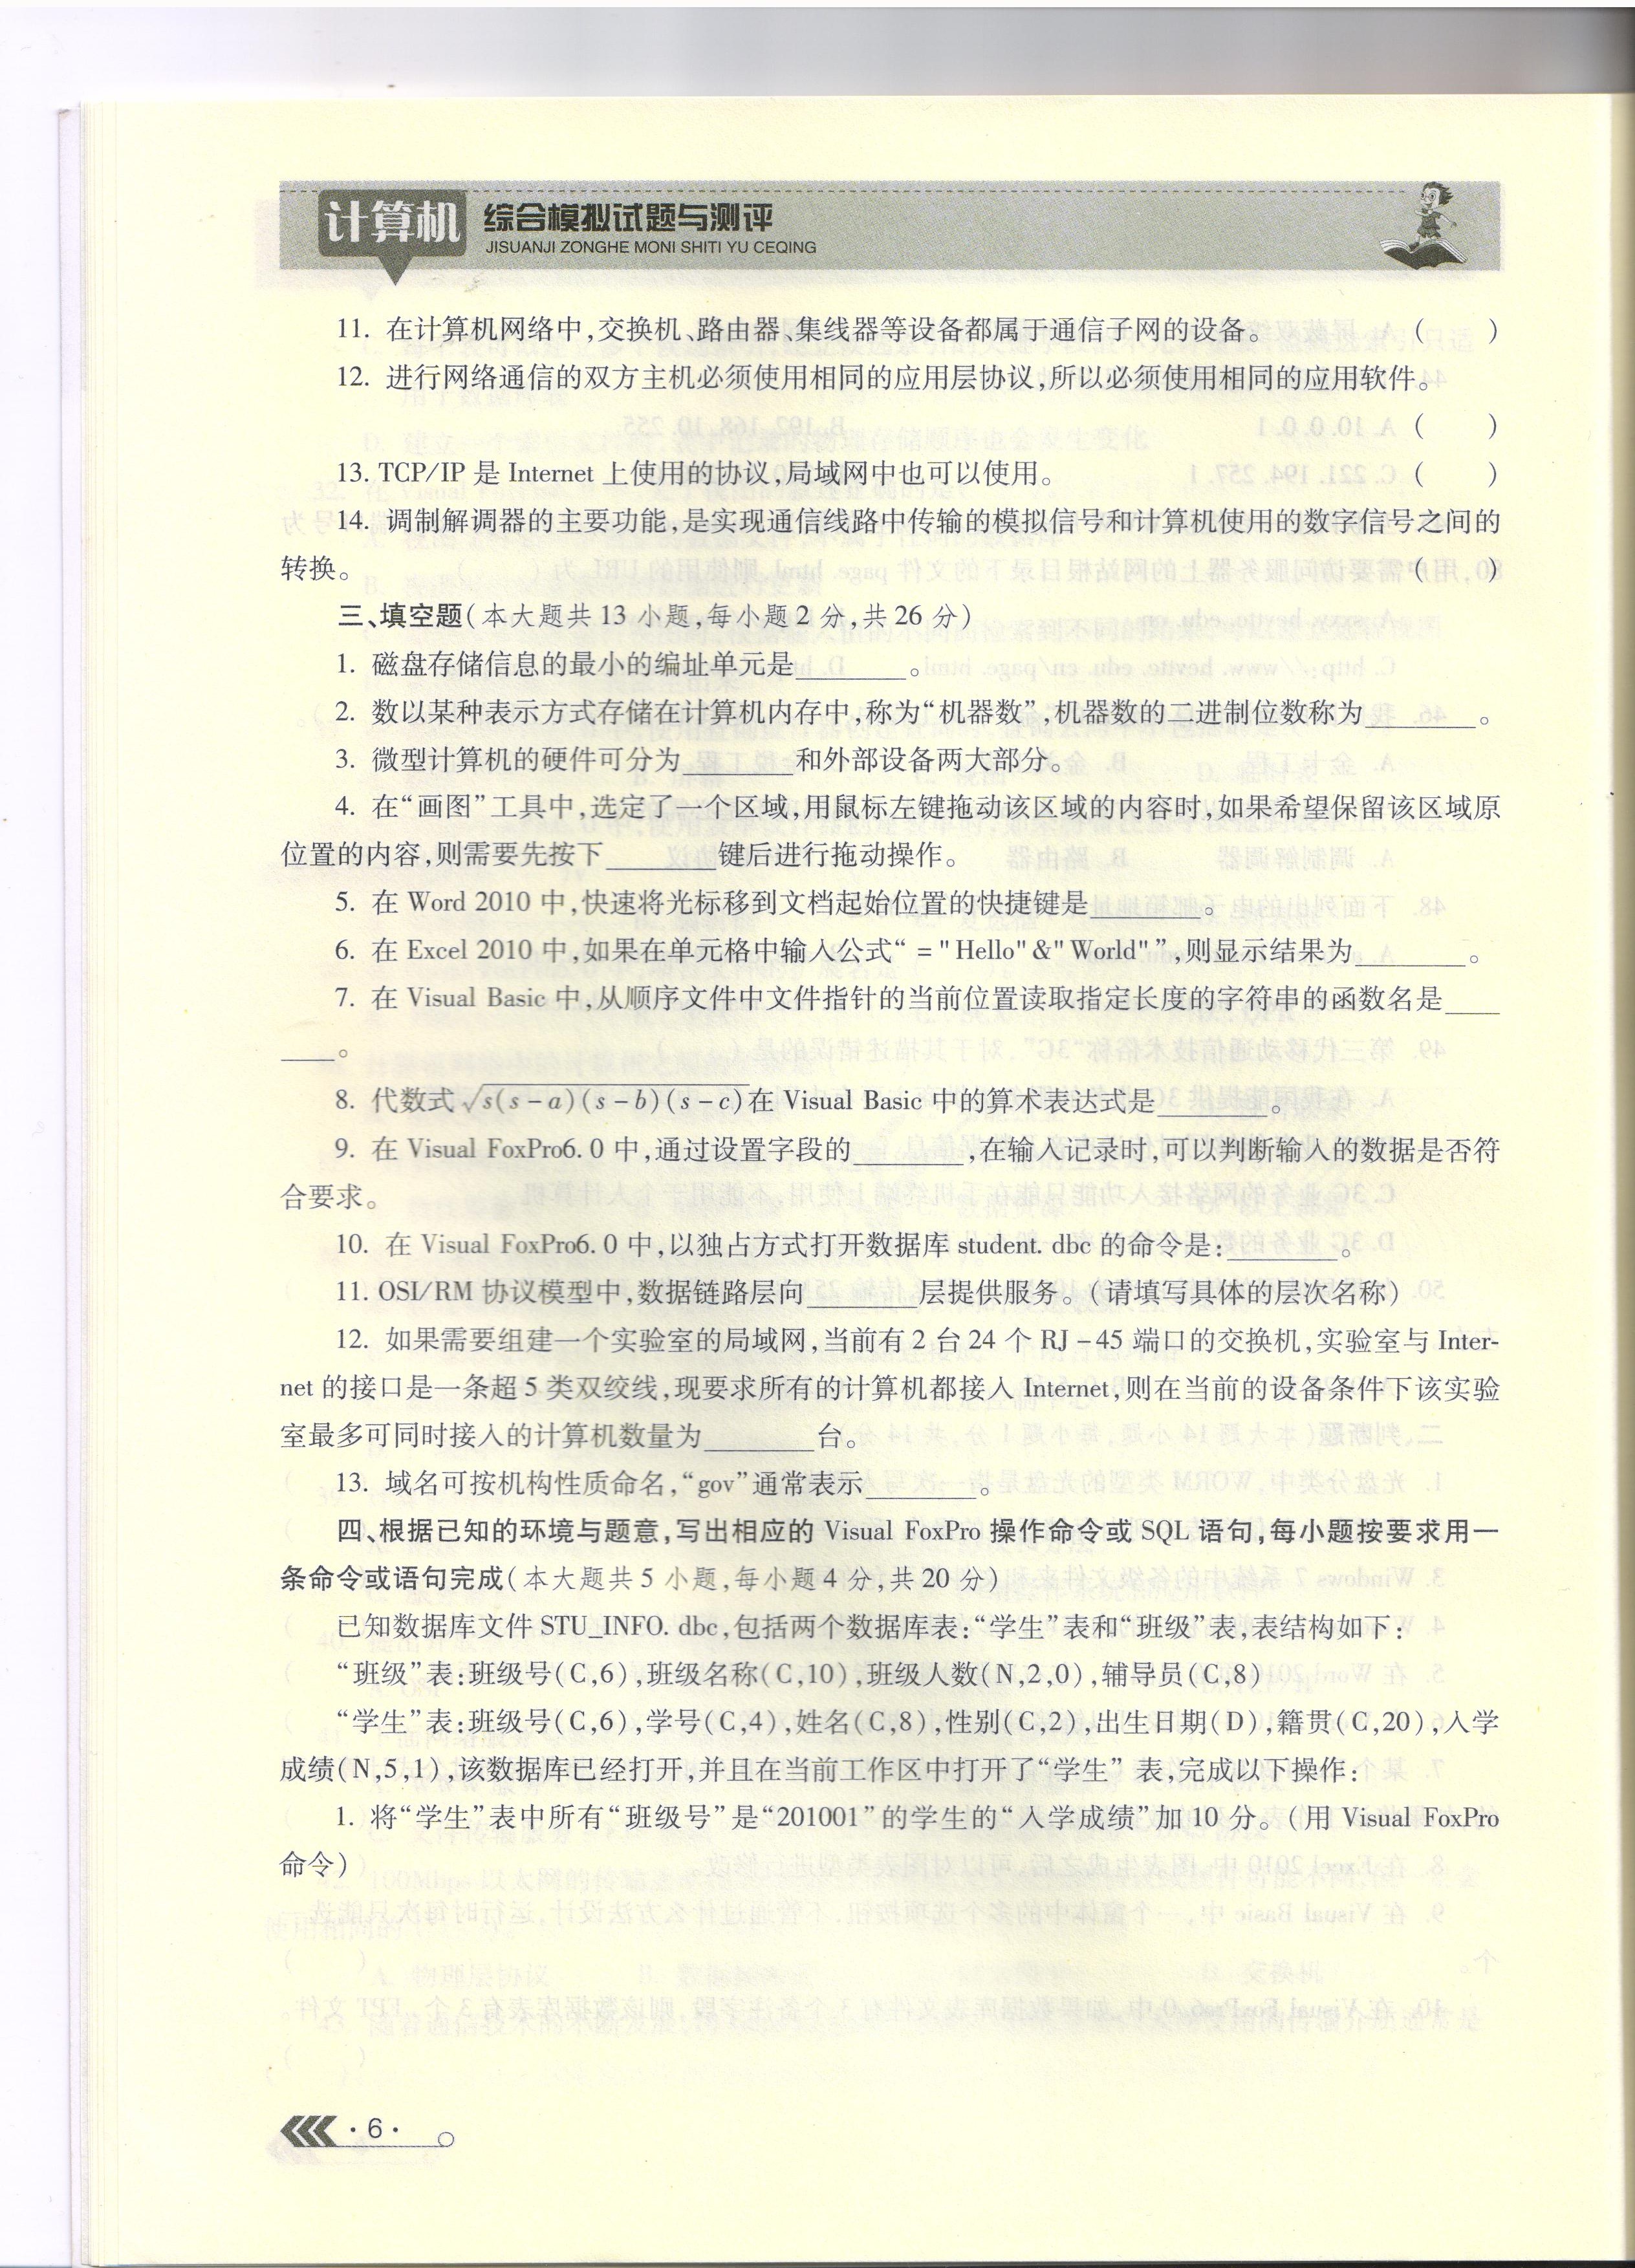 计算机 综合模拟试题与测评
JISUANJI ZONGHE MONI SHITI YU CEQING
11. 在计算机网络中,交换机、路由器、集线器等设备都属于通信子网的设备。 (　　)
12. 进行网络通信的双方主机必须使用相同的应用层协议,所以必须使用相同的应用软件。
(　　)
13. TCP/IP 是 Internet 上使用的协议,局域网中也可以使用。 (　　)
14. 调制解调器的主要功能,是实现通信线路中传输的模拟信号和计算机使用的数字信号之间的
转换。 (　　)
三、填空题(本大题共 13 小题,每小题 2 分,共 26 分)
1. 磁盘存储信息的最小的编址单元是________。
2. 数以某种表示方式存储在计算机内存中,称为“机器数”,机器数的二进制位数称为________。
3. 微型计算机的硬件可分为________和外部设备两大部分。
4. 在“画图”工具中,选定了一个区域,用鼠标左键拖动该区域的内容时,如果希望保留该区域原
位置的内容,则需要先按下________键后进行拖动操作。
5. 在 Word 2010 中,快速将光标移到文档起始位置的快捷键是________。
6. 在 Excel 2010 中,如果在单元格中输入公式“ = "Hello"&"World"”,则显示结果为________。
7. 在 Visual Basic 中,从顺序文件中文件指针的当前位置读取指定长度的字符串的函数名是____
____。
8. 代数式√s(s-a)(s-b)(s-c)在 Visual Basic 中的算术表达式是________。
9. 在 Visual FoxPro6.0 中,通过设置字段的________,在输入记录时,可以判断输入的数据是否符
合要求。
10. 在 Visual FoxPro6.0 中,以独占方式打开数据库 student.dbc 的命令是:________。
11. OSI/RM 协议模型中,数据链路层向________层提供服务。(请填写具体的层次名称)
12. 如果需要组建一个实验室的局域网,当前有 2 台 24 个 RJ-45 端口的交换机,实验室与 Inter-
net 的接口是一条超 5 类双绞线,现要求所有的计算机都接入 Internet,则在当前的设备条件下该实验
室最多可同时接入的计算机数量为________台。
13. 域名可按机构性质命名,“gov”通常表示________。
四、根据已知的环境与题意,写出相应的 Visual FoxPro 操作命令或 SQL 语句,每小题按要求用一
条命令或语句完成(本大题共 5 小题,每小题 4 分,共 20 分)
已知数据库文件 STU_INFO.dbc,包括两个数据库表:“学生”表和“班级”表,表结构如下:
“班级”表:班级号(C,6),班级名称(C,10),班级人数(N,2,0),辅导员(C,8)
“学生”表:班级号(C,6),学号(C,4),姓名(C,8),性别(C,2),出生日期(D),籍贯(C,20),入学
成绩(N,5,1),该数据库已经打开,并且在当前工作区中打开了“学生”表,完成以下操作:
1. 将“学生”表中所有“班级号”是“201001”的学生的“入学成绩”加 10 分。(用 Visual FoxPro
命令)
·6·